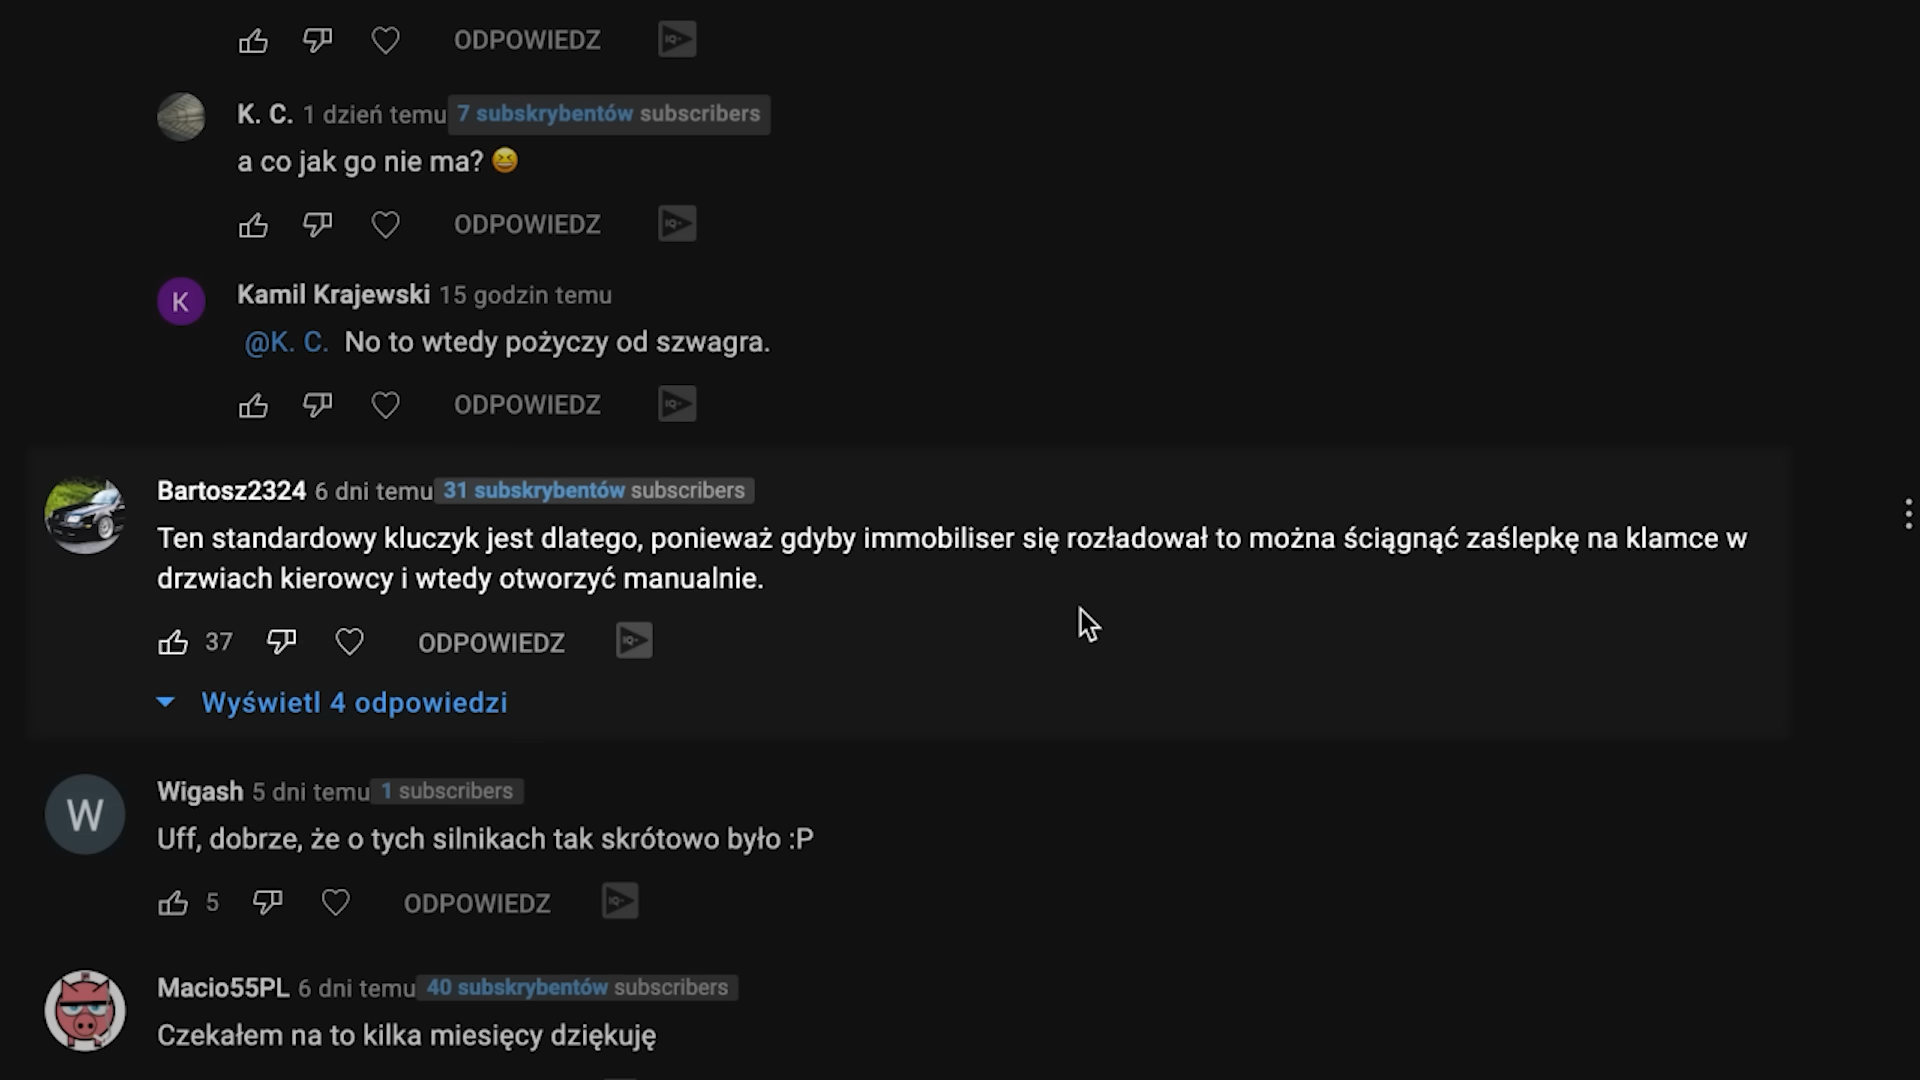 ODPOWIEDZ
K. C. 1 dzień temu 7 subskrybentów subscribers
a co jak go nie ma? 😆
ODPOWIEDZ
K
Kamil Krajewski 15 godzin temu
@K. C. No to wtedy pożyczy od szwagra.
ODPOWIEDZ
Bartosz2324 6 dni temu 31 subskrybentów subscribers
Ten standardowy kluczyk jest dlatego, ponieważ gdyby immobiliser się rozładował to można ściągnąć zaślepkę na klamce w
drzwiach kierowcy i wtedy otworzyć manualnie.
37 ODPOWIEDZ
Wyświetl 4 odpowiedzi
W
Wigash 5 dni temu 1 subscribers
Uff, dobrze, że o tych silnikach tak skrótowo było :P
5 ODPOWIEDZ
Macio55PL 6 dni temu 40 subskrybentów subscribers
Czekałem na to kilka miesięcy dziękuję